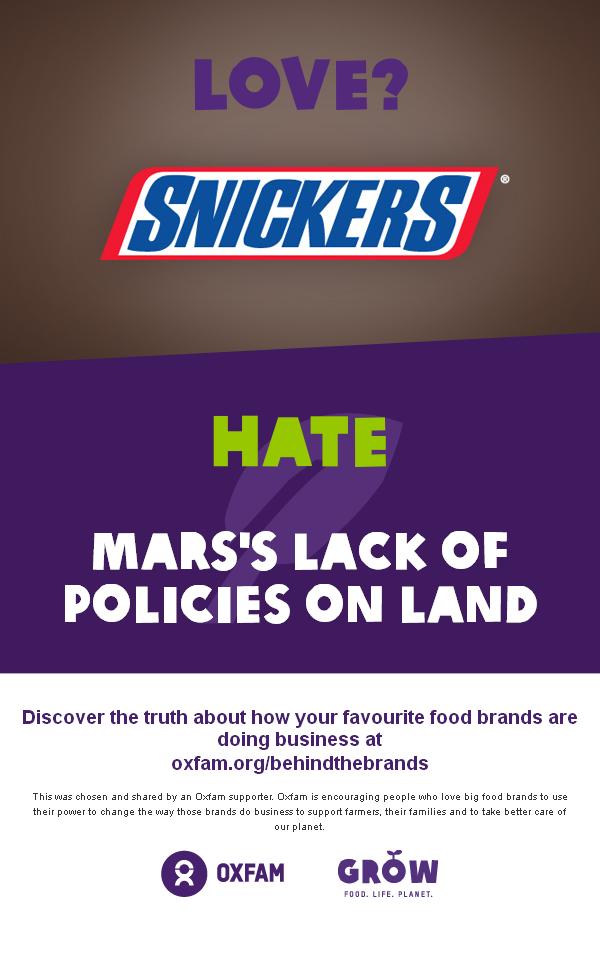 LOVE?
SNICKERS®
HATE
MARS'S LACK OF
POLICIES ON LAND
Discover the truth about how your favourite food brands are
doing business at
oxfam.org/behindthebrands
This was chosen and shared by an Oxfam supporter. Oxfam is encouraging people who love big food brands to use
their power to change the way those brands do business to support farmers, their families and to take better care of
our planet.
OXFAM
GROW
FOOD. LIFE. PLANET.